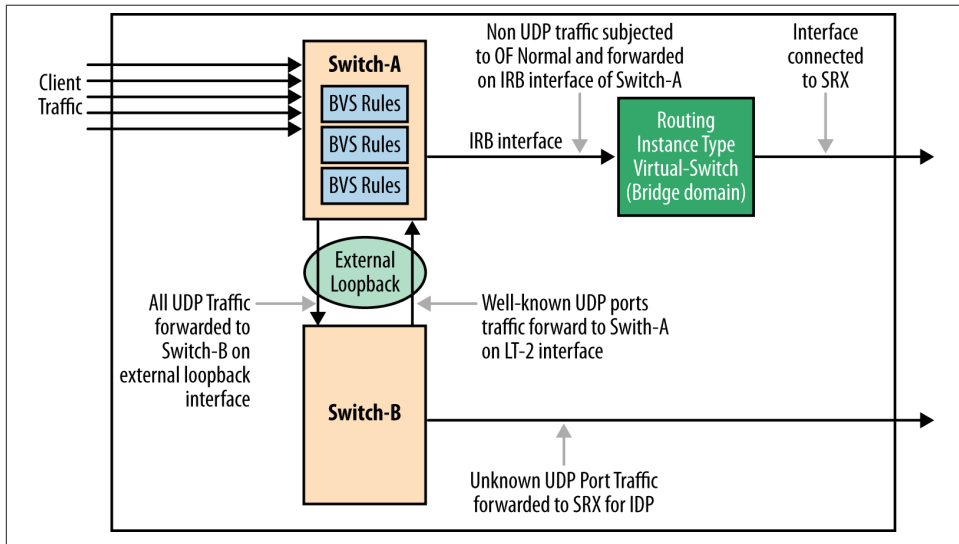 Client
Traffic
Switch-A
BVS Rules
BVS Rules
BVS Rules
Non UDP traffic subjected
to OF Normal and forwarded
on IRB interface of Switch-A
IRB interface
Interface
connected
to SRX
Routing
Instance Type
Virtual-Switch
(Bridge domain)
External
Loopback
All UDP Traffic
forwarded to
Switch-B on
external loopback
interface
Well-known UDP ports
traffic forward to Swith-A
on LT-2 interface
Switch-B
Unknown UDP Port Traffic
forwarded to SRX for IDP